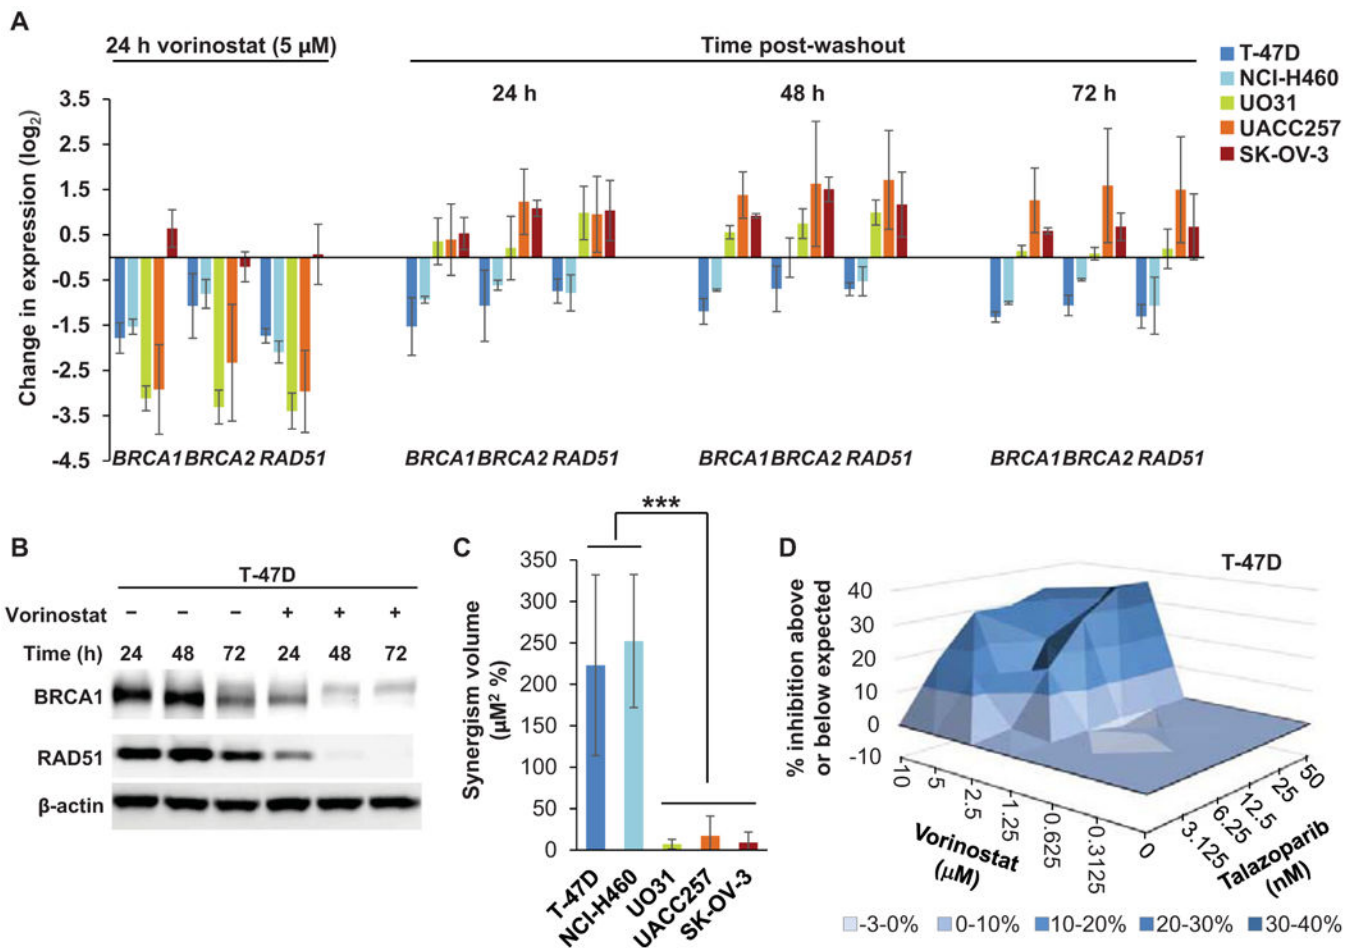 A
24 h vorinostat (5 µM)
Time post-washout
24 h
48 h
72 h
T-47D
NCI-H460
UO31
UACC257
SK-OV-3
Change in expression (log2)
3.5
2.5
1.5
0.5
-0.5
-1.5
-2.5
-3.5
-4.5
BRCA1 BRCA2 RAD51
BRCA1 BRCA2 RAD51
BRCA1 BRCA2 RAD51
BRCA1 BRCA2 RAD51
B
T-47D
Vorinostat − − − + + +
Time (h) 24 48 72 24 48 72
BRCA1
RAD51
β-actin
C
***
Synergism volume
(µM² %)
350
300
250
200
150
100
50
0
T-47D
NCI-H460
UO31
UACC257
SK-OV-3
D
T-47D
% inhibition above
or below expected
40
30
20
10
0
-10
10
5
2.5
1.25
0.625
0.3125
0
Vorinostat
(µM)
3.125
6.25
12.5
25
50
Talazoparib
(nM)
-3-0% 0-10% 10-20% 20-30% 30-40%